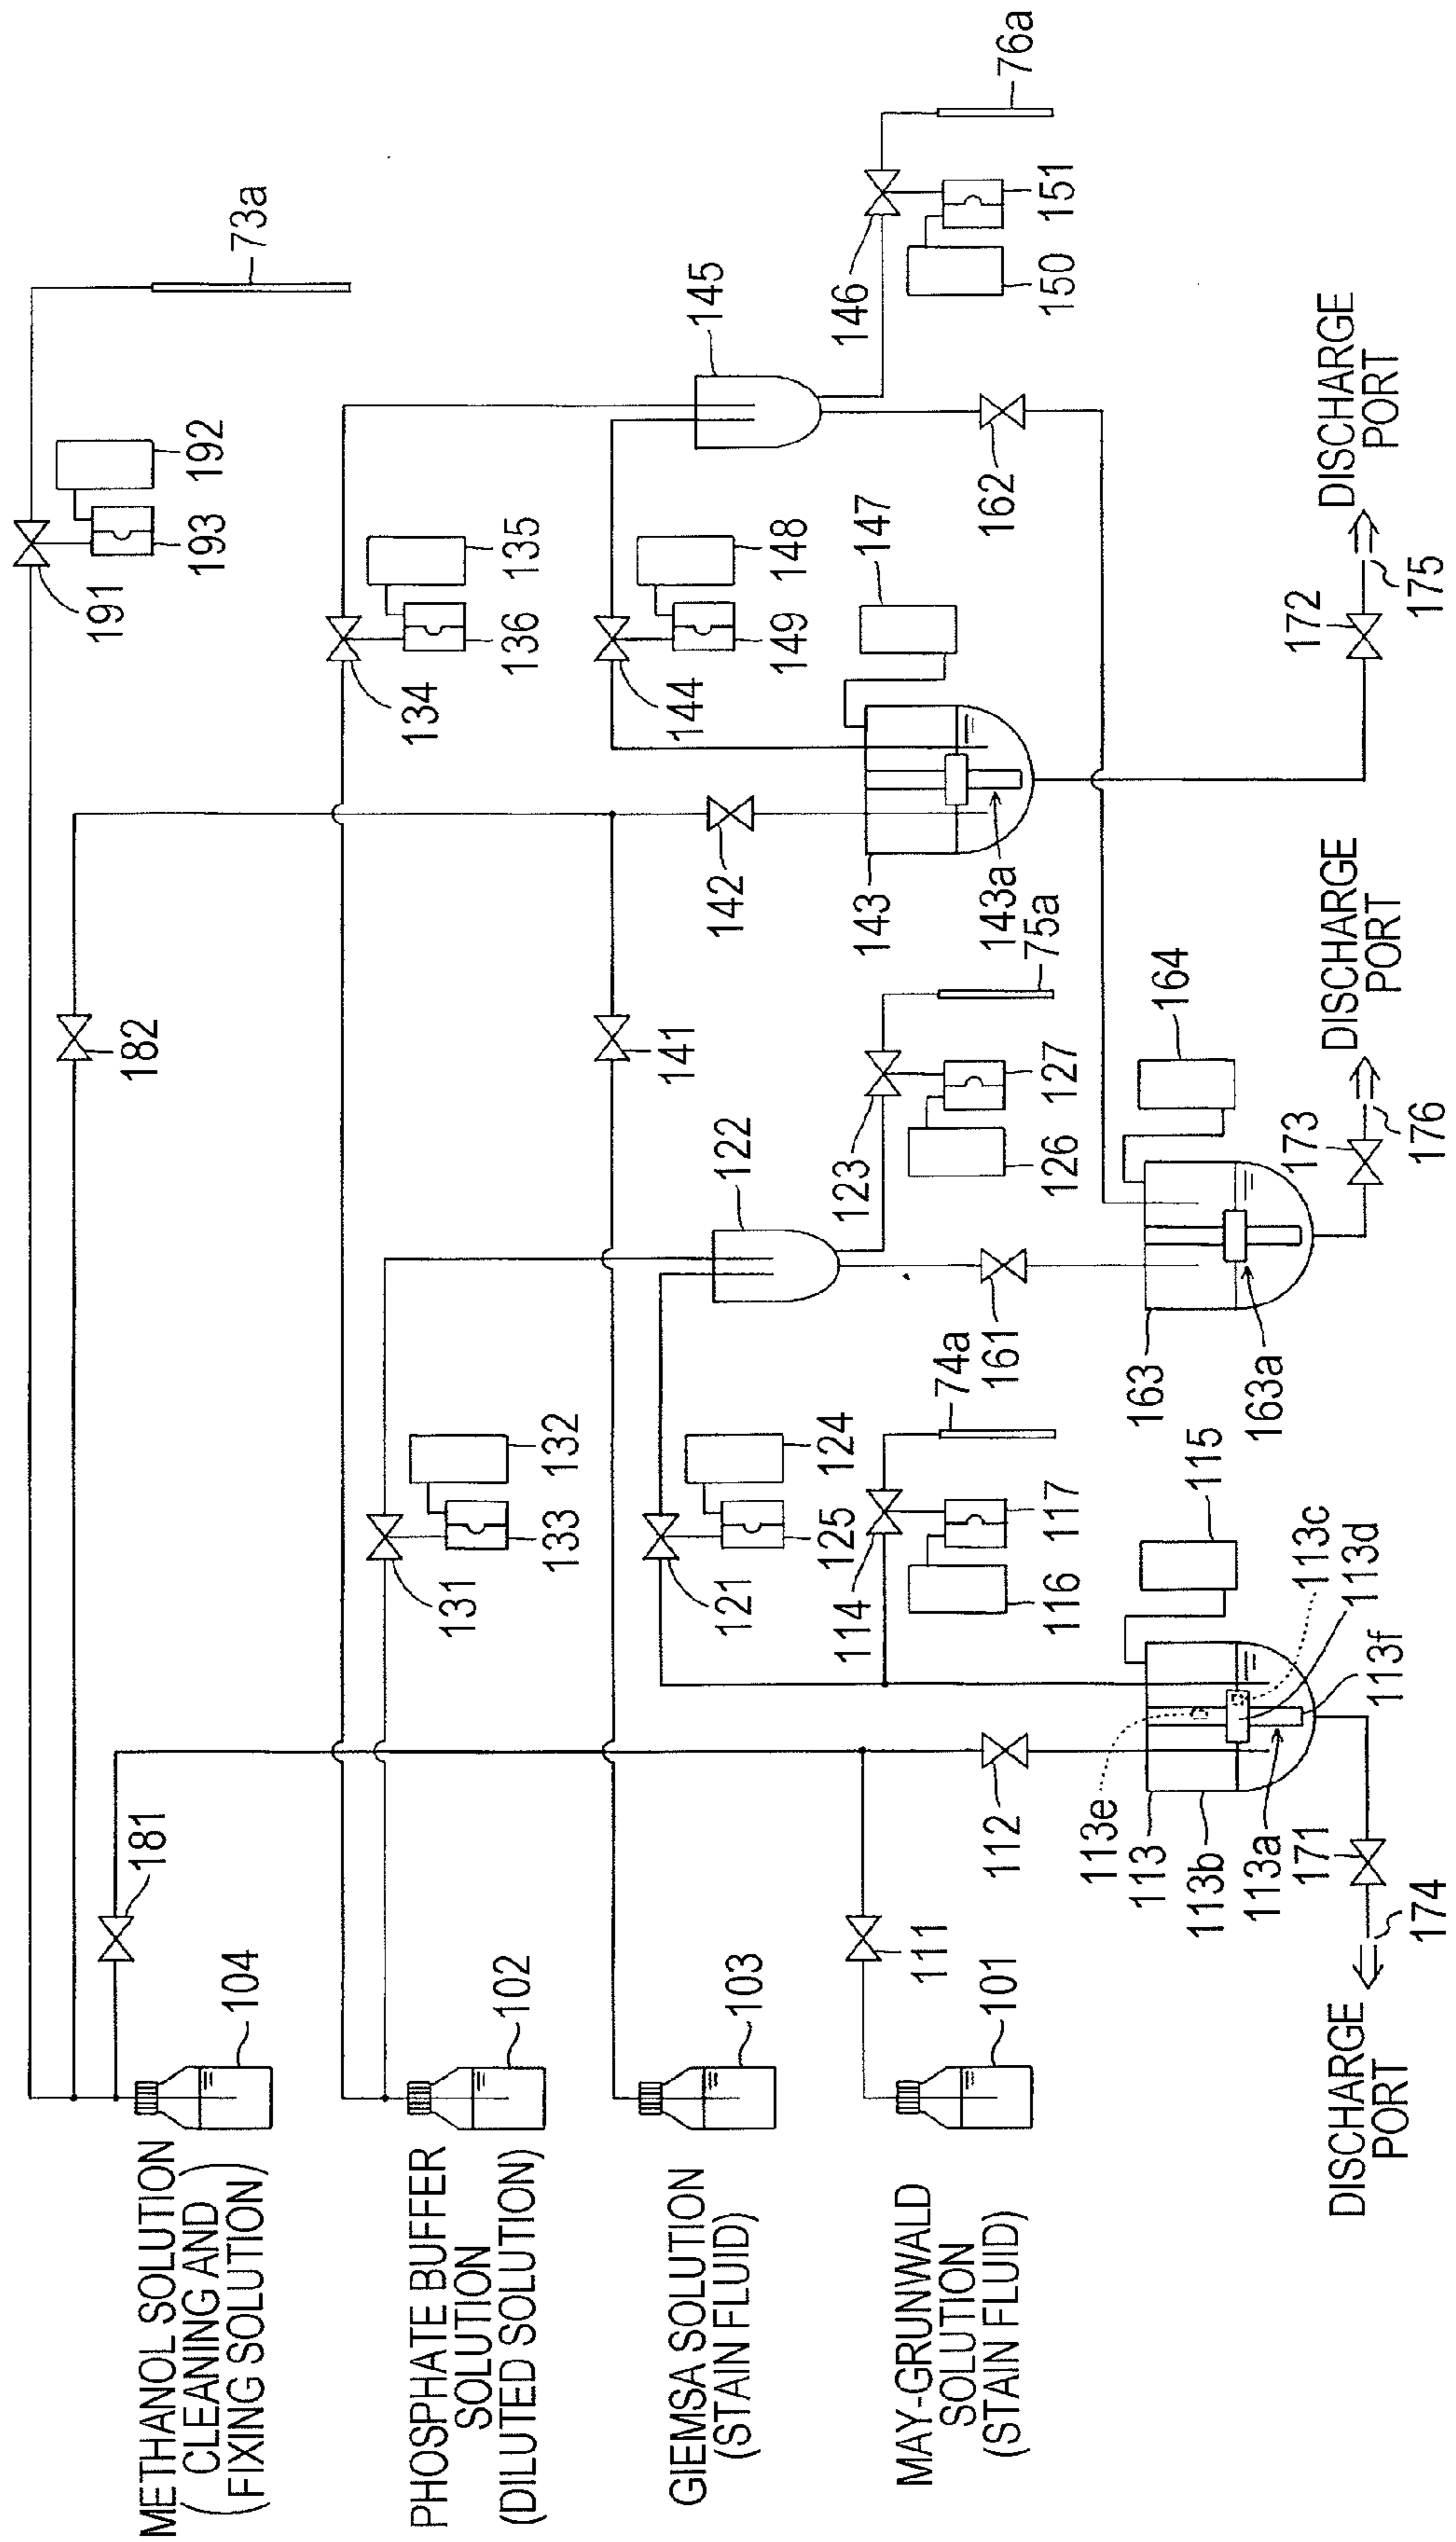 METHANOL SOLUTION
(CLEANING AND
FIXING SOLUTION)
104
181
182
191
193
192
73a
PHOSPHATE BUFFER
SOLUTION
(DILUTED SOLUTION)
102
131
133
132
134
136
135
GIEMSA SOLUTION
(STAIN FLUID)
103
121
125
124
122
141
142
144
149
148
145
143
143a
147
MAY-GRUNWALD
SOLUTION
(STAIN FLUID)
101
111
112
114
116
117
74a
161
123
126
127
75a
162
146
150
151
76a
113e
113
113b
113a
171
115
113c
113d
113f
163
163a
164
174
DISCHARGE
PORT
173
176
DISCHARGE
PORT
172
175
DISCHARGE
PORT